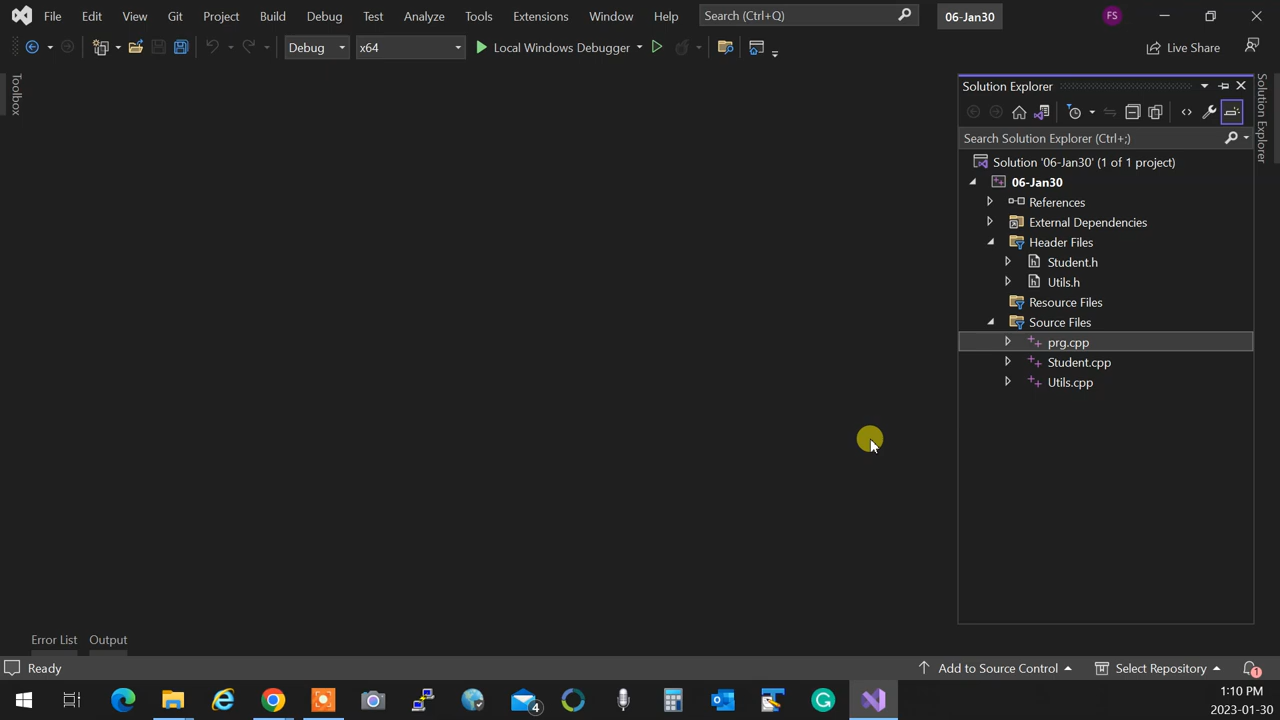 File Edit View Git Project Build Debug Test Analyze Tools Extensions Window Help Search (Ctrl+Q) 06-Jan30 FS
Debug x64 Local Windows Debugger Live Share
Toolbox
Solution Explorer
Solution Explorer
Search Solution Explorer (Ctrl+;)
Solution '06-Jan30' (1 of 1 project)
06-Jan30
References
External Dependencies
Header Files
Student.h
Utils.h
Resource Files
Source Files
prg.cpp
Student.cpp
Utils.cpp
Error List Output
Ready Add to Source Control Select Repository 1
4
1:10 PM
2023-01-30